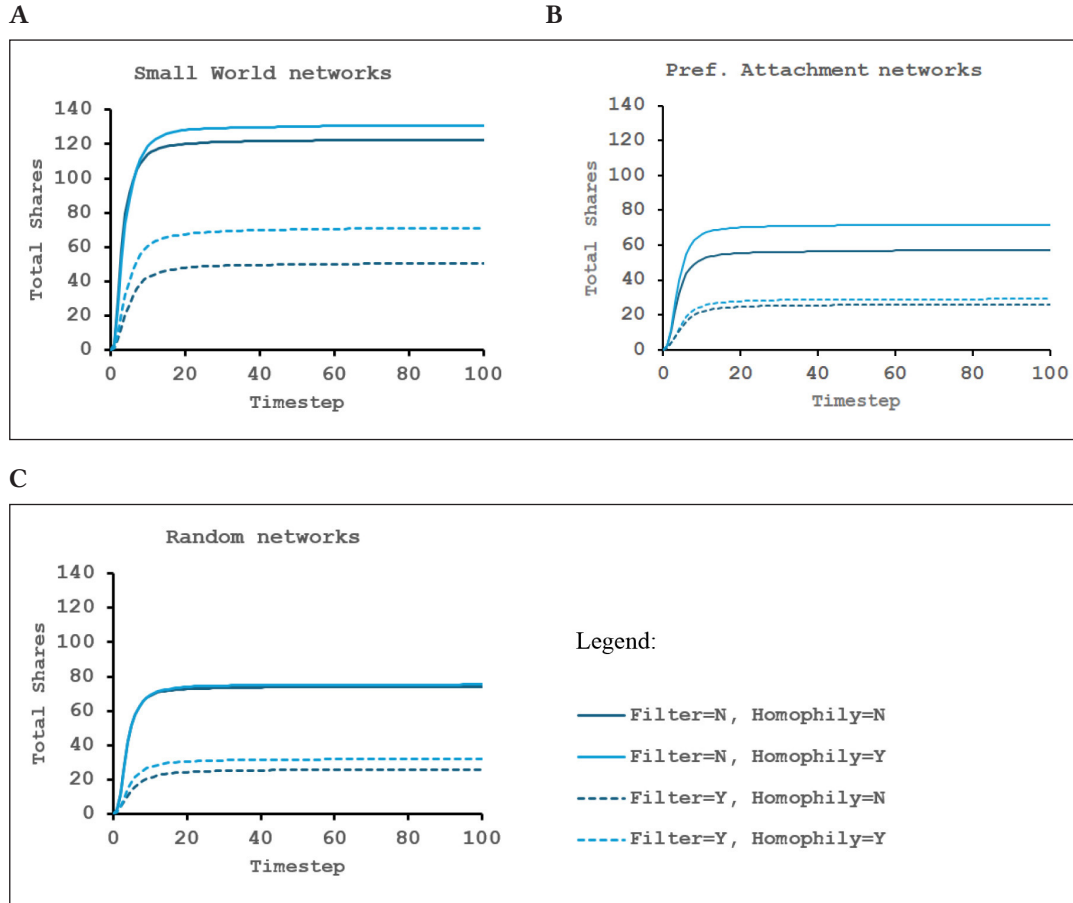 A
B
Small World networks
Total Shares
140
120
100
80
60
40
20
0
0 20 40 60 80 100
Timestep
Pref. Attachment networks
Total Shares
140
120
100
80
60
40
20
0
0 20 40 60 80 100
Timestep
C
Random networks
Total Shares
140
120
100
80
60
40
20
0
0 20 40 60 80 100
Timestep
Legend:
Filter=N, Homophily=N
Filter=N, Homophily=Y
Filter=Y, Homophily=N
Filter=Y, Homophily=Y